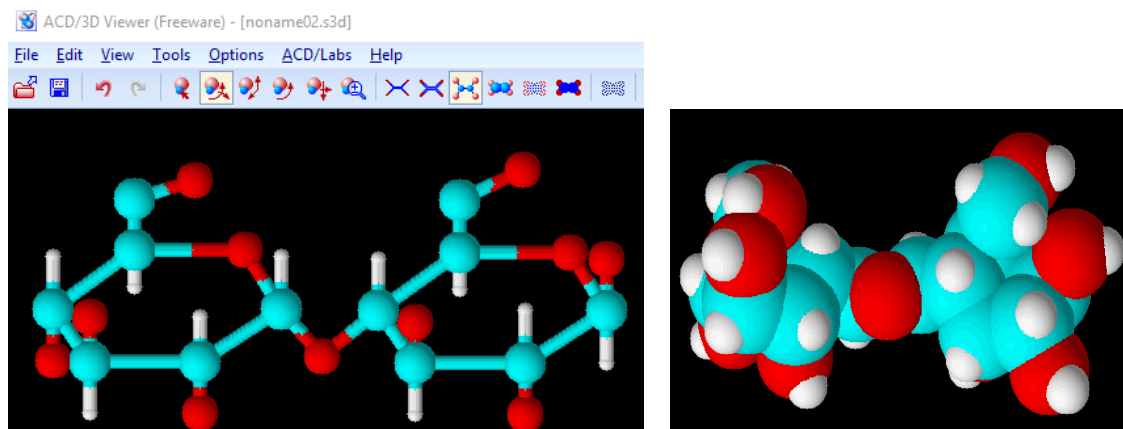 ACD/3D Viewer (Freeware) - [noname02.s3d]
File Edit View Tools Options ACD/Labs Help